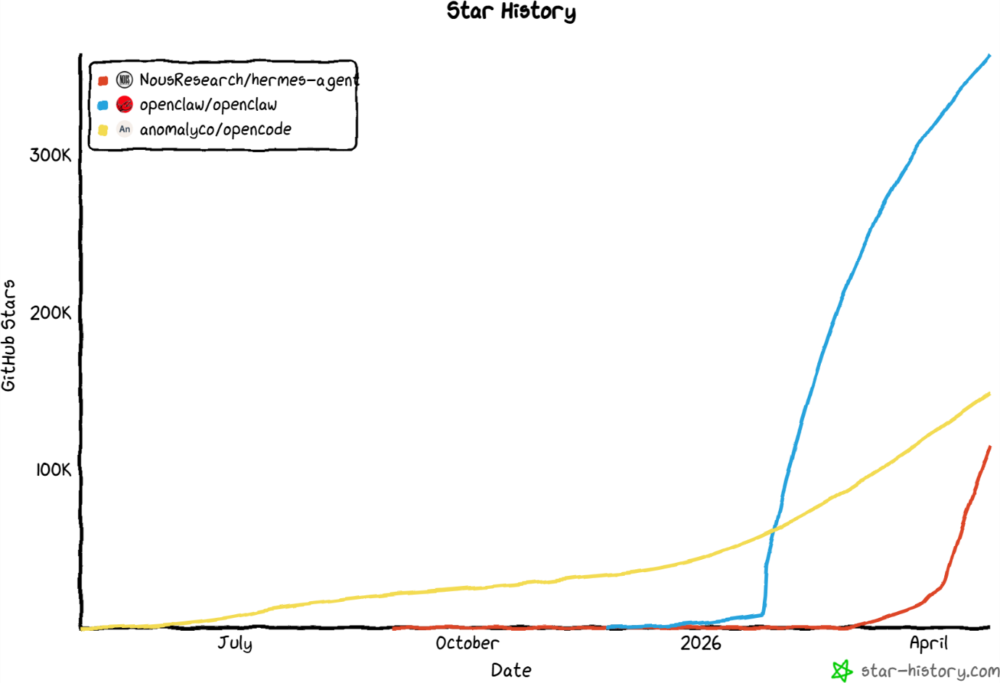 Star History
NOUS
NousResearch/hermes-agent
openclaw/openclaw
An
anomalyco/opencode
300K
200K
100K
GitHub Stars
July
October
2026
April
Date
star-history.com